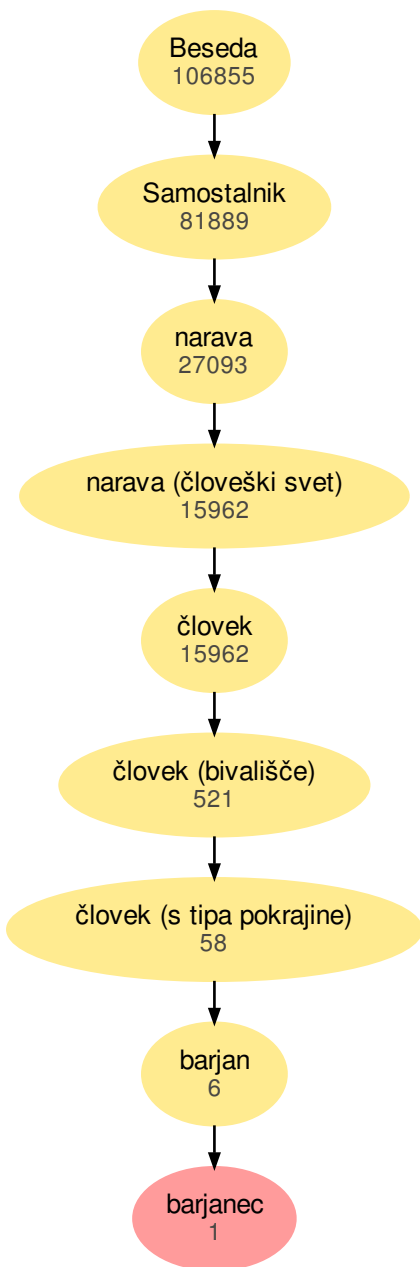 Beseda
106855
Samostalnik
81889
narava
27093
narava (človeški svet)
15962
človek
15962
človek (bivališče)
521
človek (s tipa pokrajine)
58
barjan
6
barjanec
1